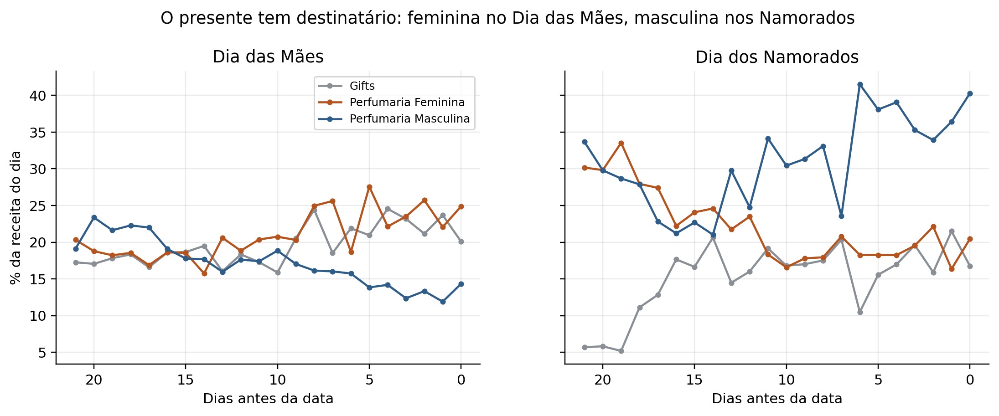 O presente tem destinatário: feminina no Dia das Mães, masculina nos Namorados
Dia das Mães
Gifts
Perfumaria Feminina
Perfumaria Masculina
% da receita do dia
40
35
30
25
20
15
10
5
20
15
10
5
0
Dias antes da data
Dia dos Namorados
20
15
10
5
0
Dias antes da data